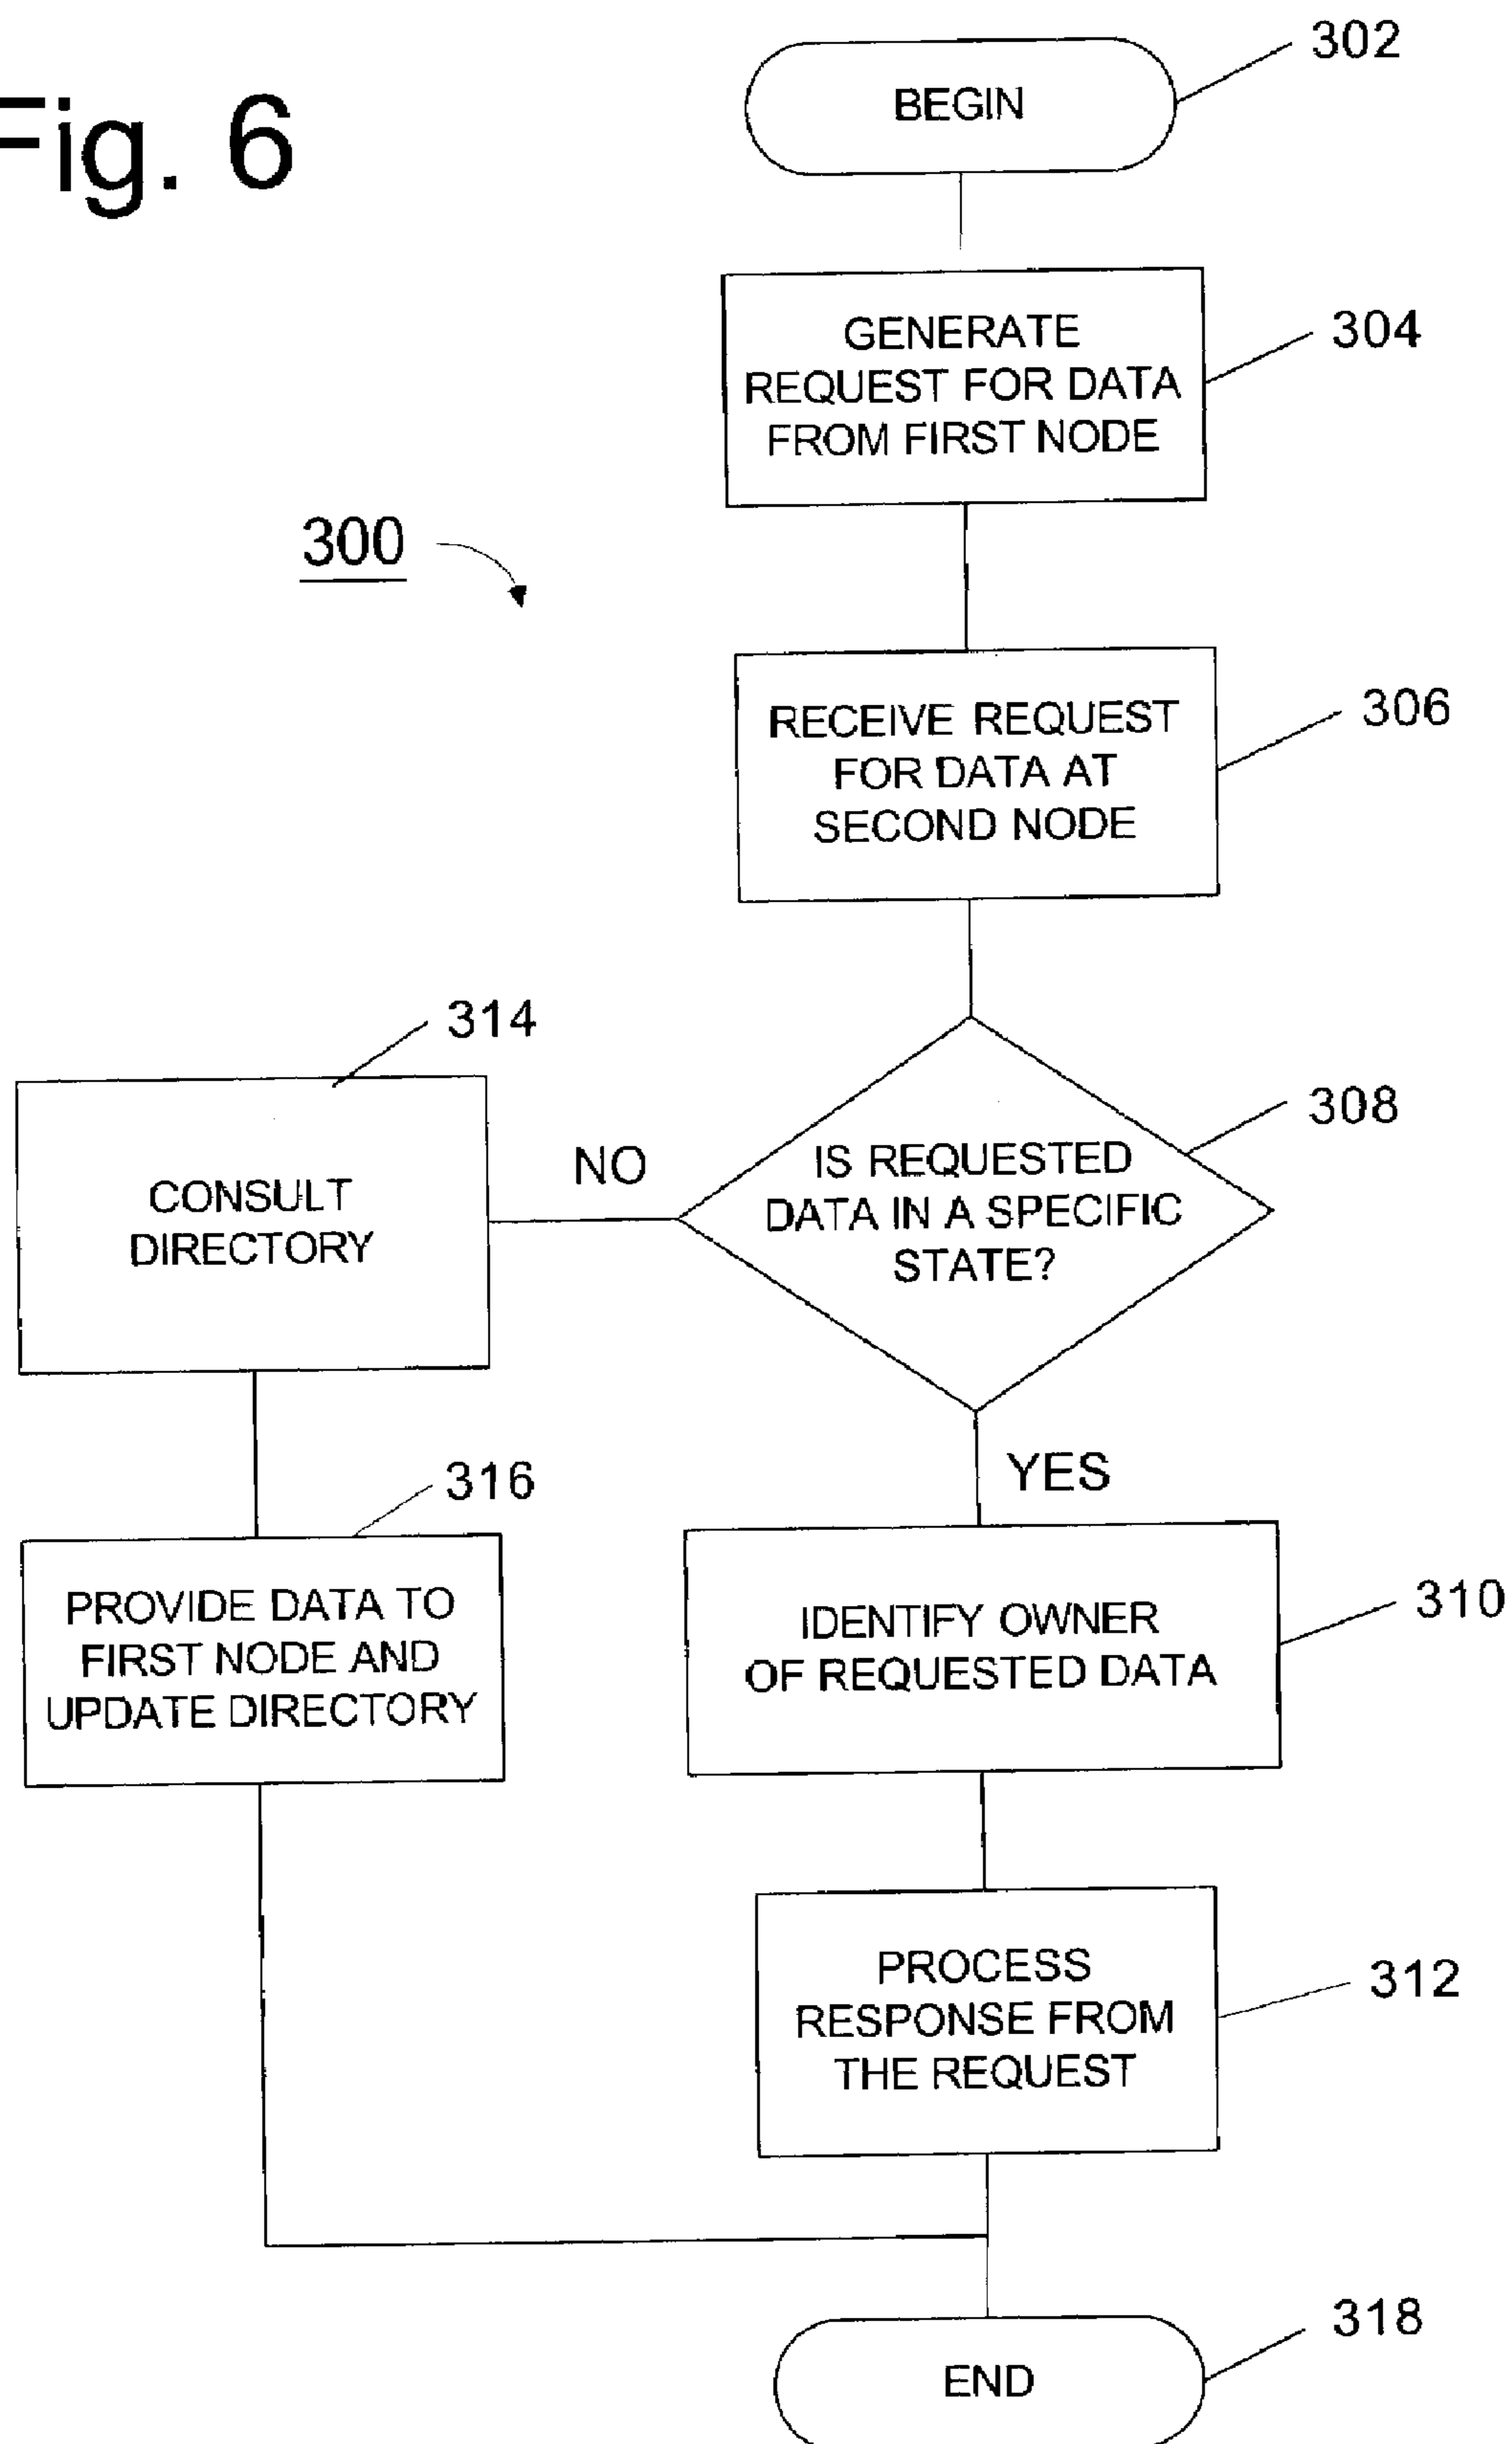 Fig. 6
302
BEGIN
304
GENERATE
REQUEST FOR DATA
FROM FIRST NODE
300
306
RECEIVE REQUEST
FOR DATA AT
SECOND NODE
314
308
CONSULT
DIRECTORY
NO
IS REQUESTED
DATA IN A SPECIFIC
STATE?
YES
316
PROVIDE DATA TO
FIRST NODE AND
UPDATE DIRECTORY
310
IDENTIFY OWNER
OF REQUESTED DATA
312
PROCESS
RESPONSE FROM
THE REQUEST
318
END